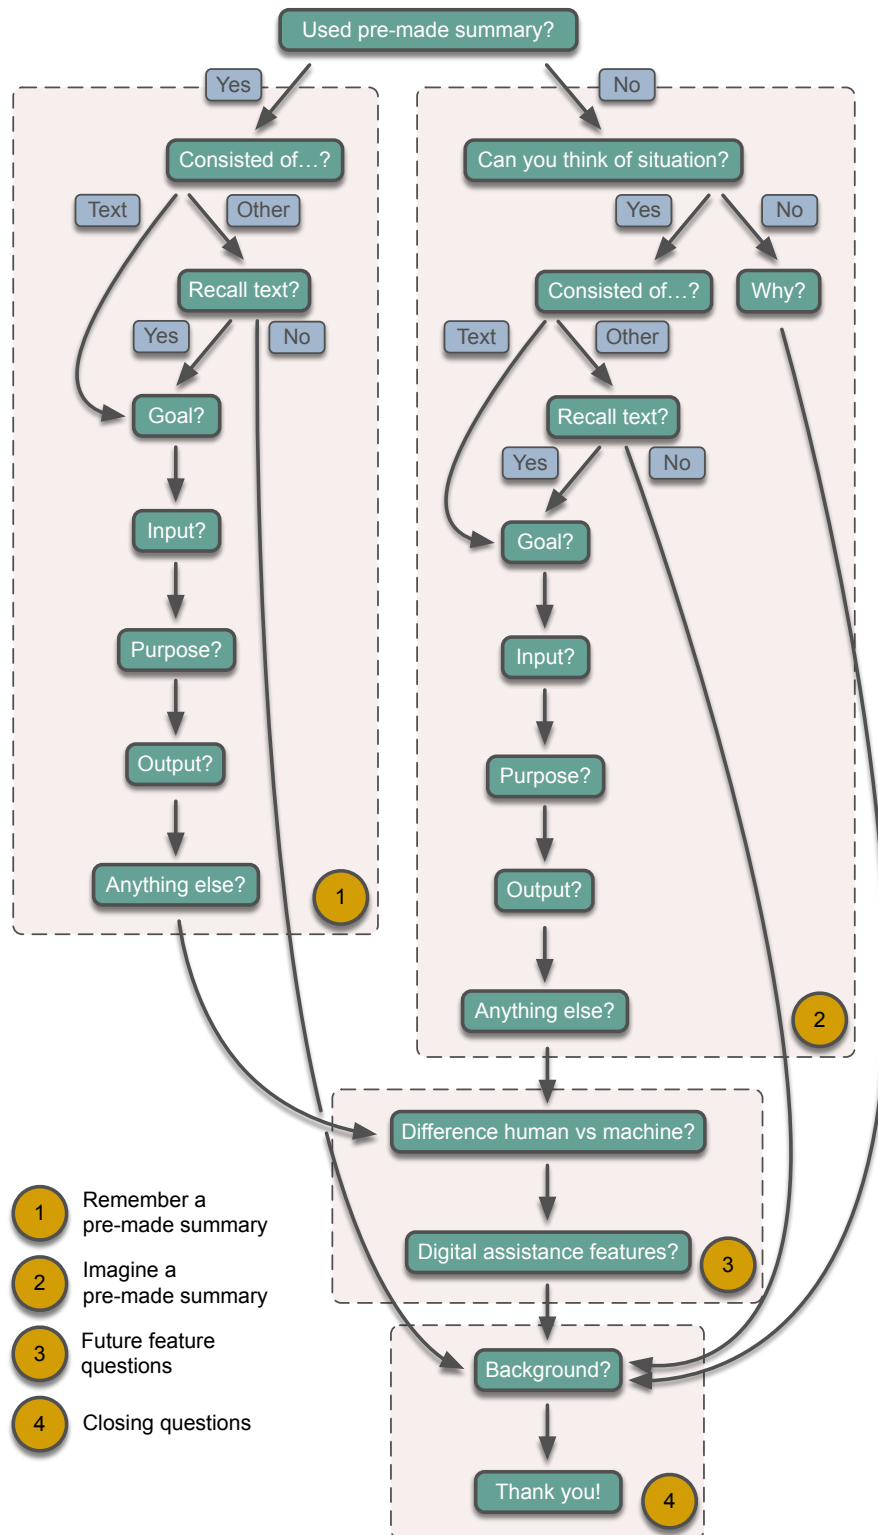 Used pre-made summary?
Yes
No
Consisted of…?
Can you think of situation?
Text
Other
Yes
No
Recall text?
Consisted of…?
Why?
Yes
No
Text
Other
Goal?
Recall text?
Yes
No
Input?
Goal?
Purpose?
Input?
Output?
Purpose?
Anything else?
1
Output?
Anything else?
2
Difference human vs machine?
Digital assistance features?
3
Background?
Thank you!
4
1
Remember a
pre-made summary
2
Imagine a
pre-made summary
3
Future feature
questions
4
Closing questions